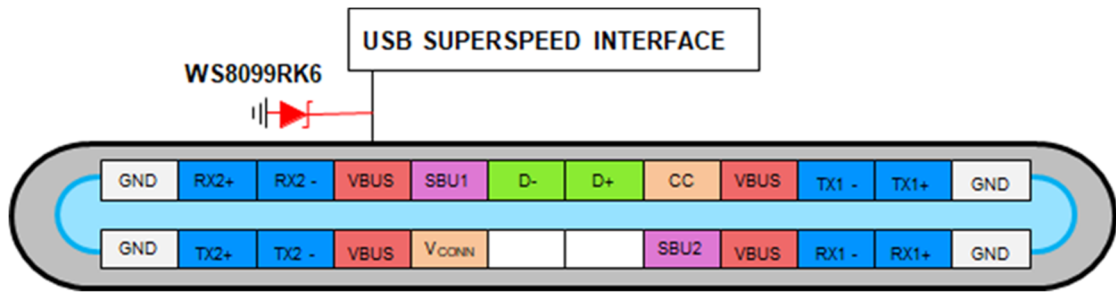 USB SUPERSPEED INTERFACE
WS8099RK6
GND RX2+ RX2 - VBUS SBU1 D- D+ CC VBUS TX1 - TX1+ GND
GND TX2+ TX2 - VBUS VCONN SBU2 VBUS RX1 - RX1+ GND